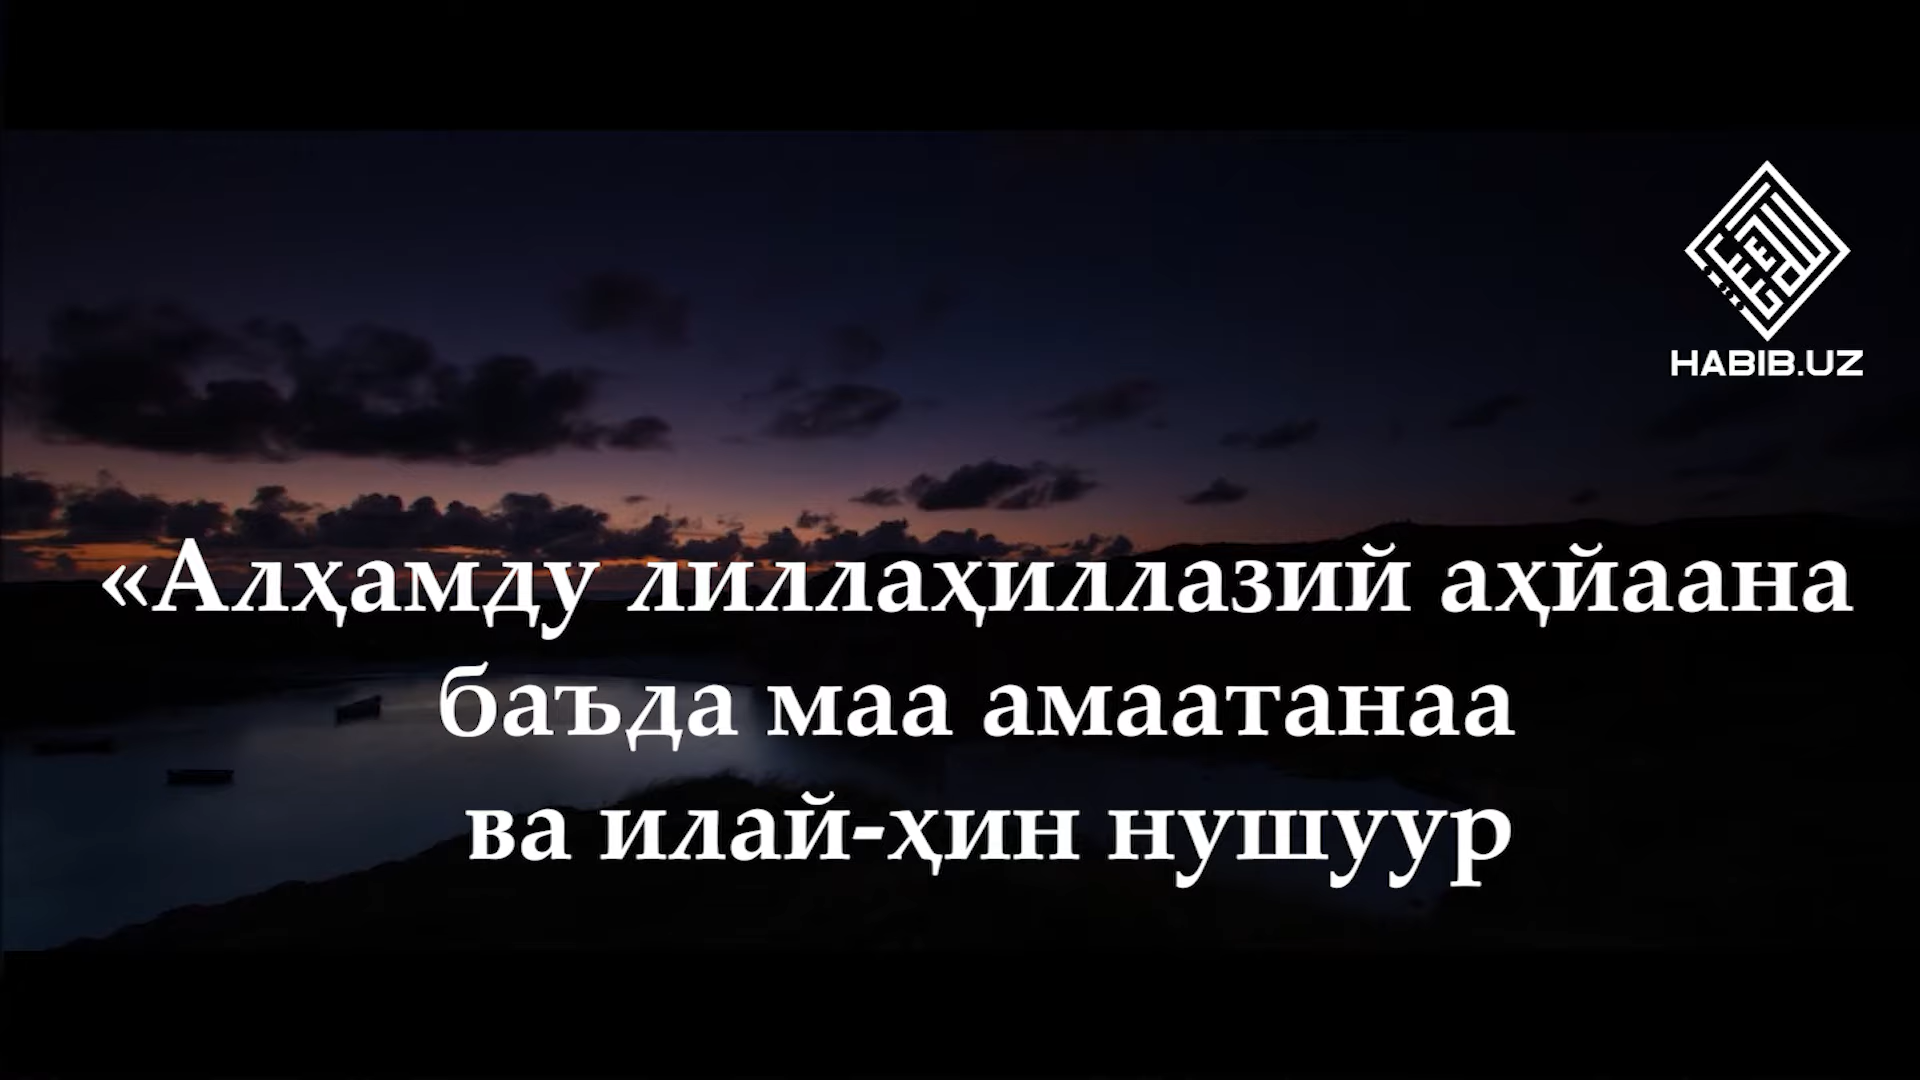 HABIB.UZ
«Алҳамду лиллаҳиллазий аҳйаана
баъда маа амаатанаа
ва илай-ҳин нушуур